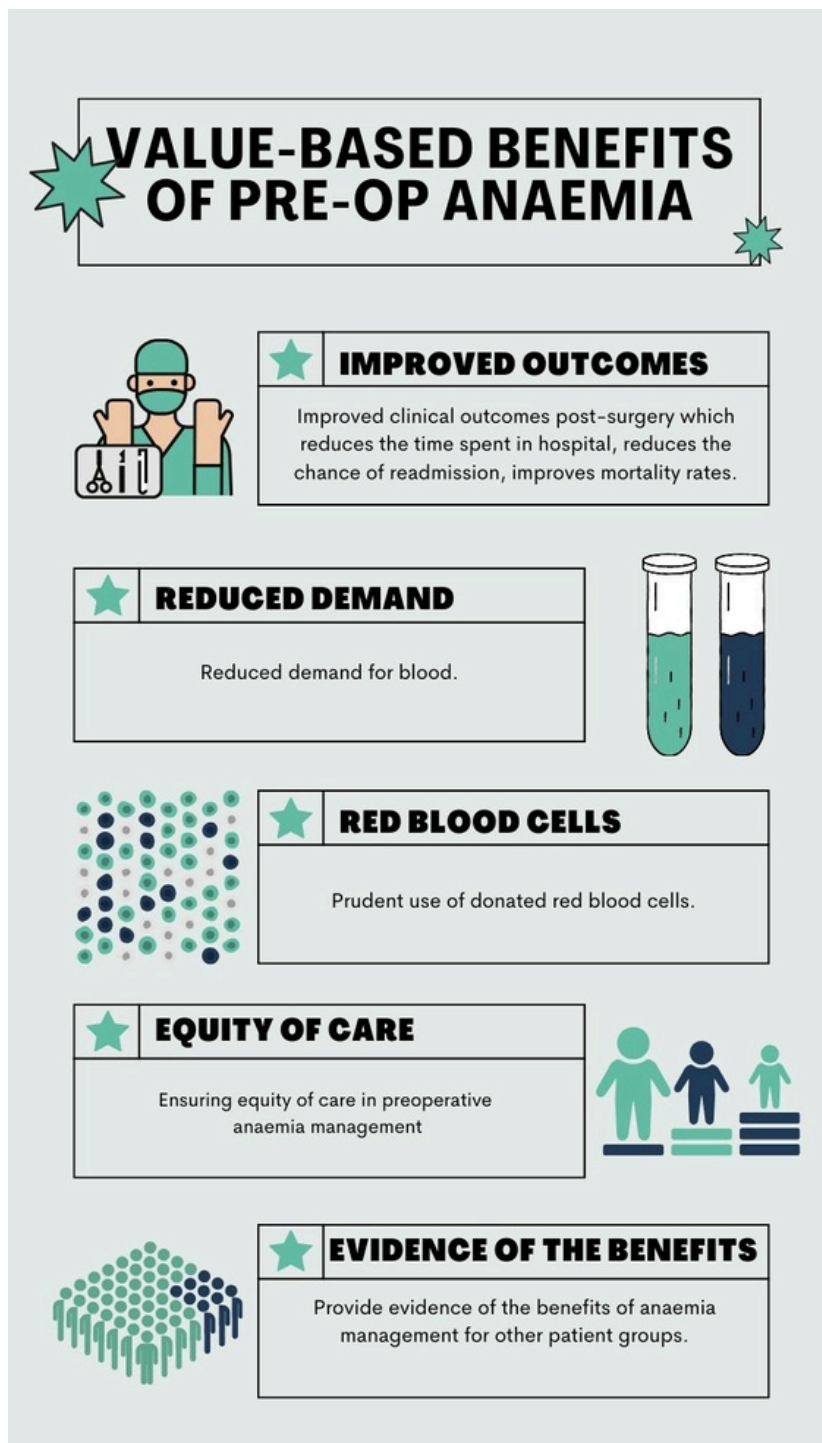 VALUE-BASED BENEFITS
OF PRE-OP ANAEMIA
IMPROVED OUTCOMES
Improved clinical outcomes post-surgery which
reduces the time spent in hospital, reduces the
chance of readmission, improves mortality rates.
REDUCED DEMAND
Reduced demand for blood.
RED BLOOD CELLS
Prudent use of donated red blood cells.
EQUITY OF CARE
Ensuring equity of care in preoperative
anaemia management
EVIDENCE OF THE BENEFITS
Provide evidence of the benefits of anaemia
management for other patient groups.